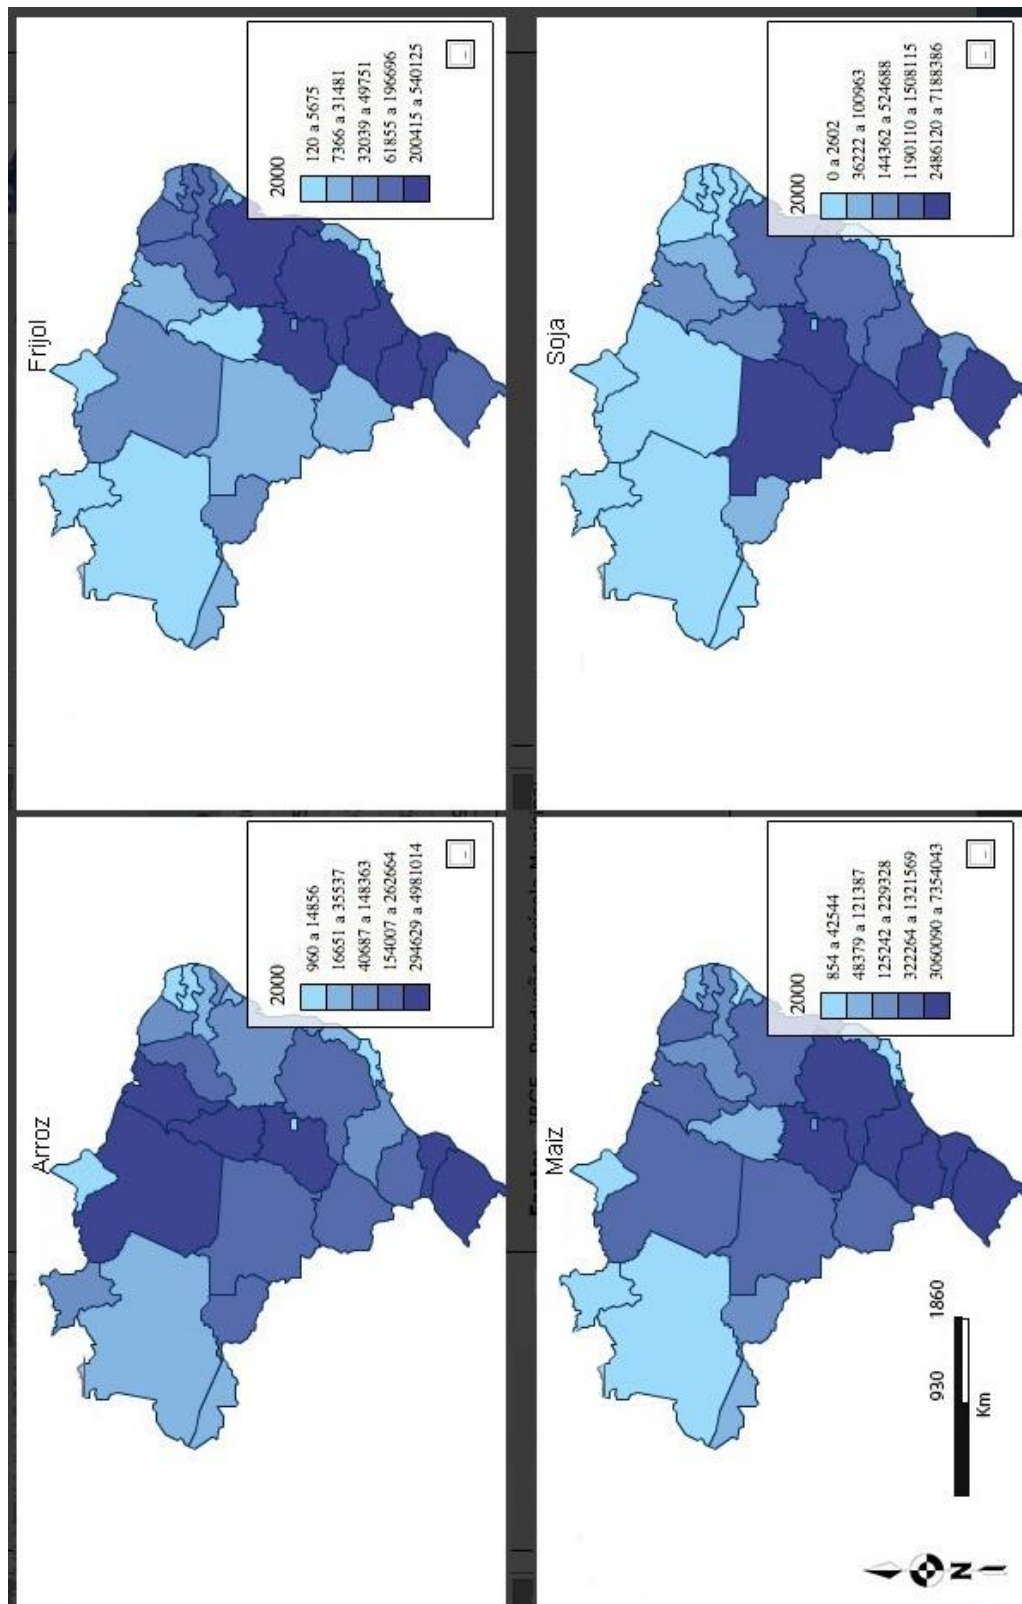 Arroz
2000
960 a 14856
16651 a 35537
40687 a 148363
154007 a 262664
294629 a 4981014
Frijol
2000
120 a 5675
7366 a 31481
32039 a 49751
61855 a 196696
200415 a 540125
Maiz
2000
854 a 42544
48379 a 121387
125242 a 229328
322264 a 1321569
3060090 a 7354043
Soja
2000
0 a 2602
36222 a 100963
144362 a 524688
1190110 a 1508115
2486120 a 7188386
N
930 1860
Km